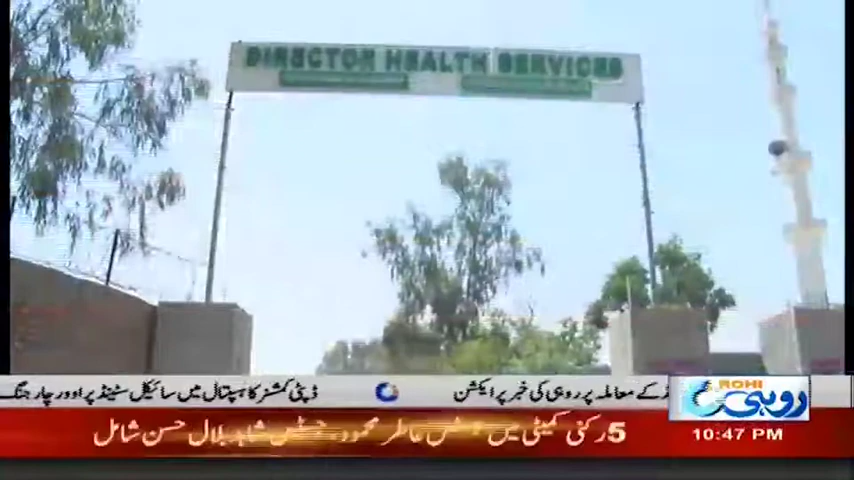 DIRECTOR HEALTH SERVICES
کے معاملہ پر روہی کی خبر پر ایکشن
ڈپٹی کمشنر کا ہسپتال میں سائیکل سٹینڈ پر اوور چارجنگ
ROHI
روہی
5 رکنی کمیٹی میں جسٹس عاطر محمود، جسٹس شاہد بلال حسن شامل
10:47 PM